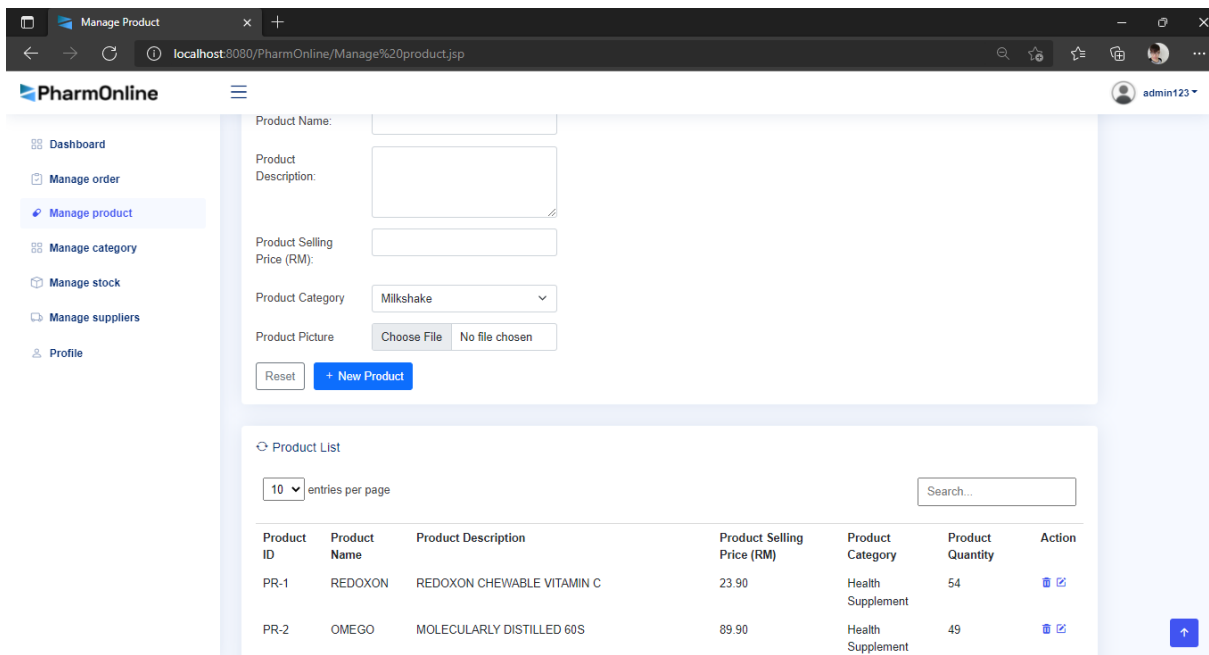 Manage Product
localhost:8080/PharmOnline/Manage%20product.jsp
PharmOnline
admin123
Dashboard
Manage order
Manage product
Manage category
Manage stock
Manage suppliers
Profile
Product Name:
Product
Description:
Product Selling
Price (RM):
Product Category
Milkshake
Product Picture
Choose File No file chosen
Reset
+ New Product
Product List
10 entries per page
Search...
Product ID Product Name Product Description Product Selling Price (RM) Product Category Product Quantity Action
PR-1 REDOXON REDOXON CHEWABLE VITAMIN C 23.90 Health Supplement 54
PR-2 OMEGO MOLECULARLY DISTILLED 60S 89.90 Health Supplement 49